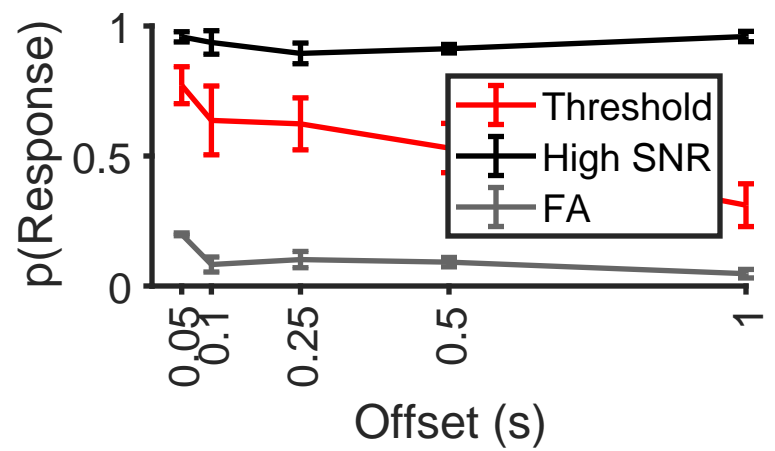 p(Response)
1
0.5
0
Threshold
High SNR
FA
0.05
0.1
0.25
0.5
1
Offset (s)